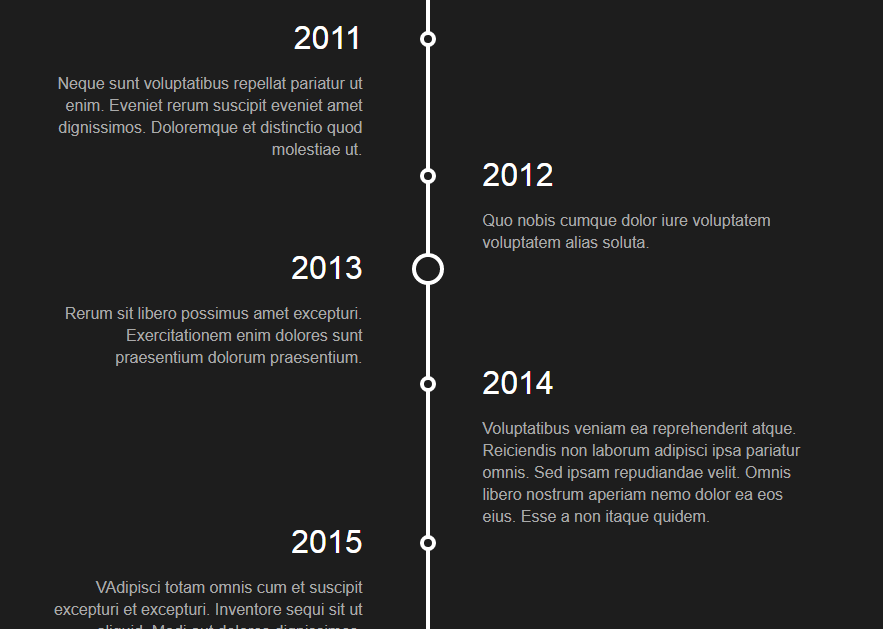 2011
Neque sunt voluptatibus repellat pariatur ut
enim. Eveniet rerum suscipit eveniet amet
dignissimos. Doloremque et distinctio quod
molestiae ut.
2012
Quo nobis cumque dolor iure voluptatem
voluptatem alias soluta.
2013
Rerum sit libero possimus amet excepturi.
Exercitationem enim dolores sunt
praesentium dolorum praesentium.
2014
Voluptatibus veniam ea reprehenderit atque.
Reiciendis non laborum adipisci ipsa pariatur
omnis. Sed ipsam repudiandae velit. Omnis
libero nostrum aperiam nemo dolor ea eos
eius. Esse a non itaque quidem.
2015
VAdipisci totam omnis cum et suscipit
excepturi et excepturi. Inventore sequi sit ut